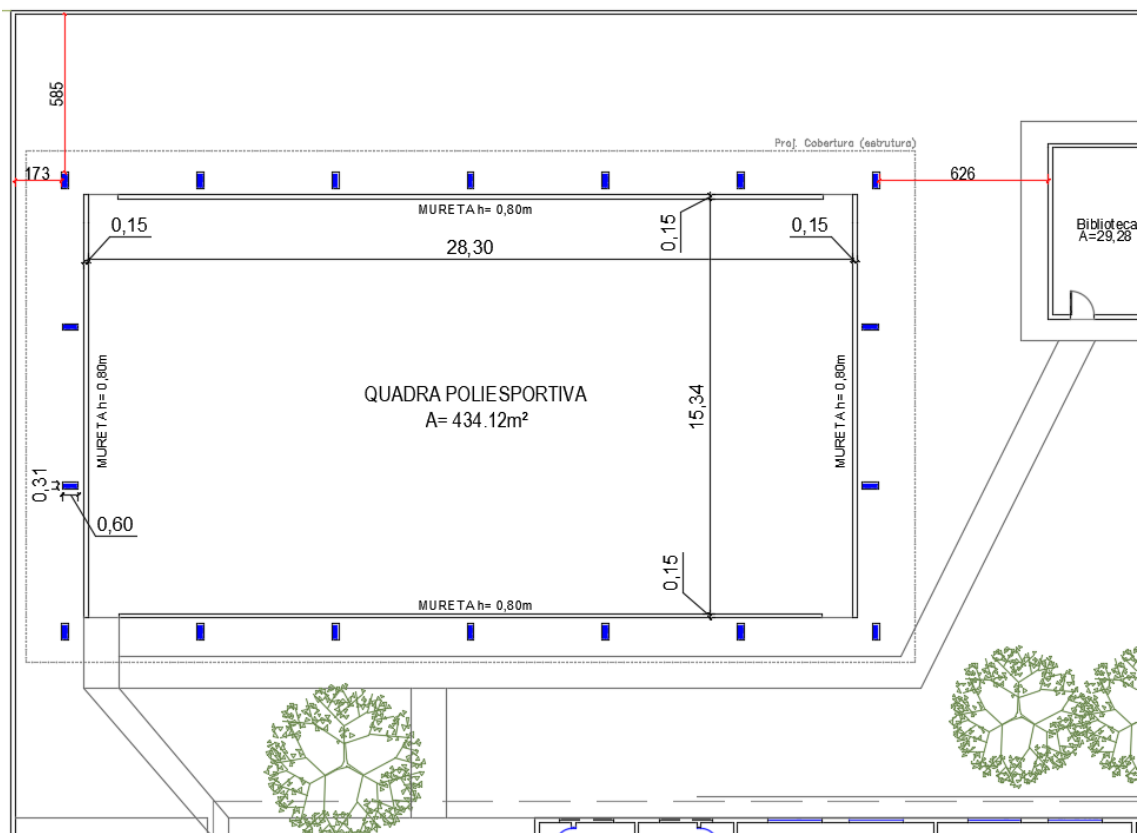 585
Proj. Cobertura (estrutura)
173
626
MURETA h= 0,80m
0,15
0,15
0,15
28,30
Biblioteca
A=29,28
MURETA h= 0,80m
QUADRA POLIESPORTIVA
A= 434.12m²
15,34
MURETA h= 0,80m
0,31
0,60
0,15
MURETA h= 0,80m